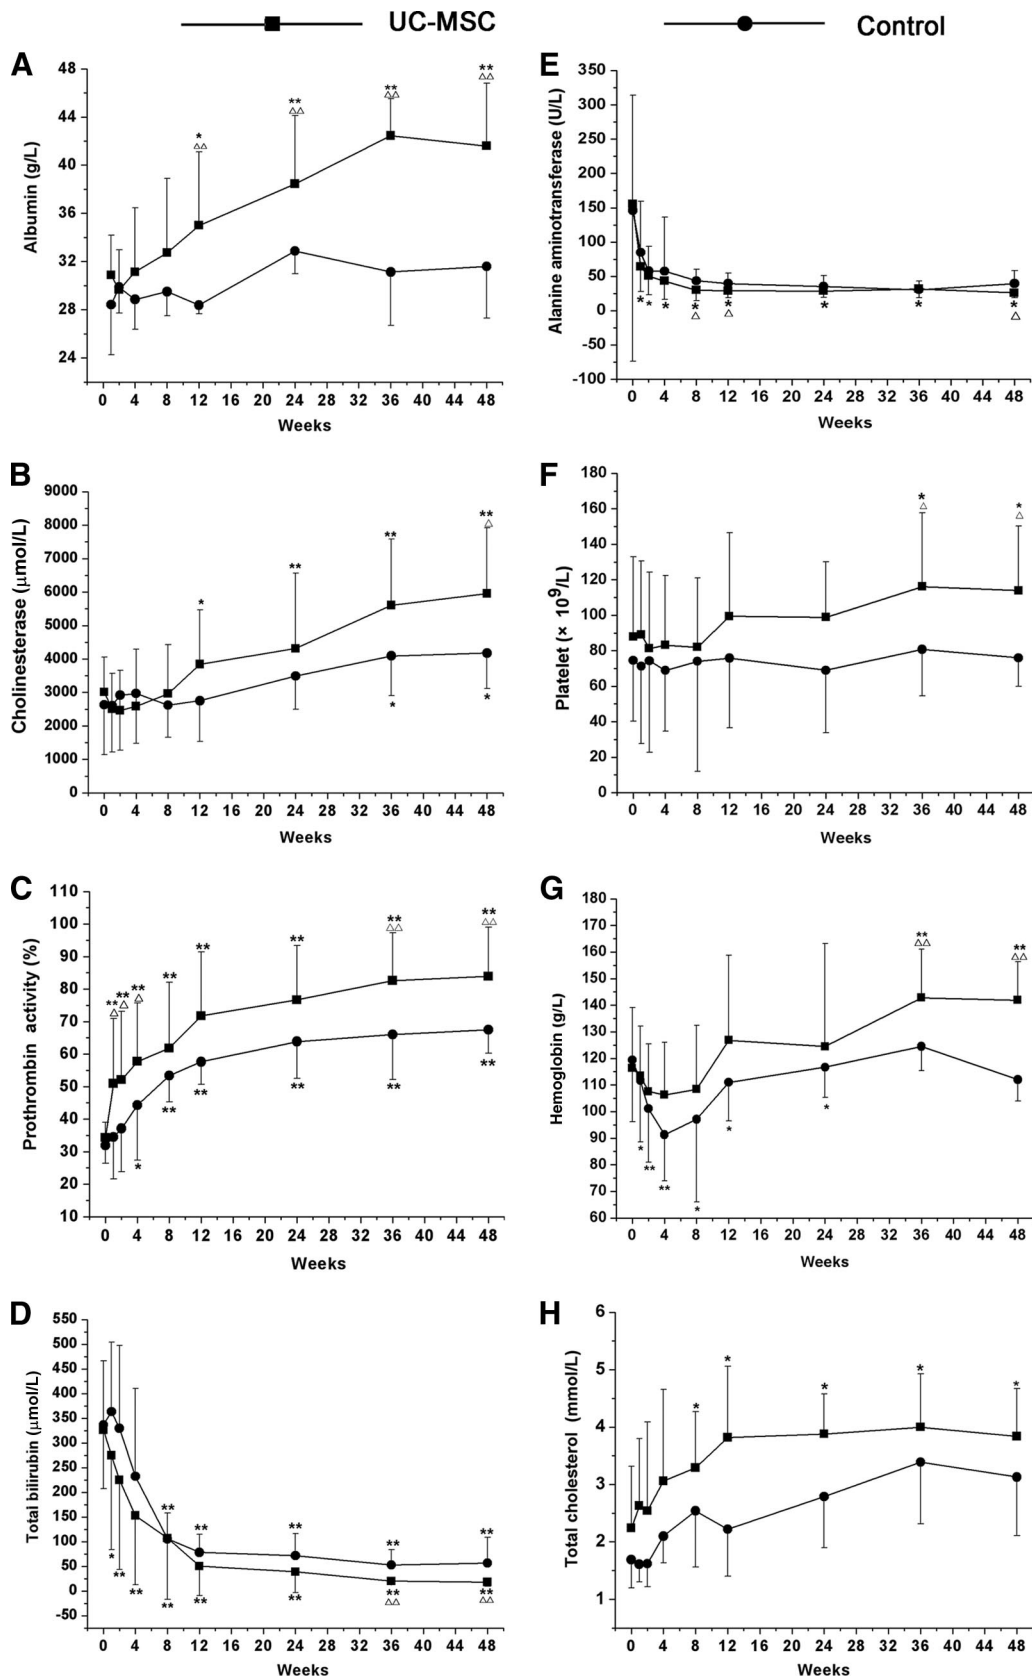 UC-MSC
Control
A
Albumin (g/L)
48
44
40
36
32
28
24
* ** ** **
△△ △△ △△ △△
0 4 8 12 16 20 24 28 32 36 40 44 48
Weeks
E
Alanine aminotransferase (U/L)
350
300
250
200
150
100
50
0
-50
-100
* * * * * * * *
△ △ △
0 4 8 12 16 20 24 28 32 36 40 44 48
Weeks
B
Cholinesterase (μmol/L)
9000
8000
7000
6000
5000
4000
3000
2000
1000
0
* ** ** **
△
* *
0 4 8 12 16 20 24 28 32 36 40 44 48
Weeks
F
Platelet (× 10⁹/L)
180
160
140
120
100
80
60
40
20
0
* *
△ △
0 4 8 12 16 20 24 28 32 36 40 44 48
Weeks
C
Prothrombin activity (%)
110
100
90
80
70
60
50
40
30
20
10
** ** ** ** ** ** ** **
△ △ △ △△ △△
* ** ** ** ** **
0 4 8 12 16 20 24 28 32 36 40 44 48
Weeks
G
Hemoglobin (g/L)
180
170
160
150
140
130
120
110
100
90
80
70
60
** **
△△ △△
* ** ** * * *
0 4 8 12 16 20 24 28 32 36 40 44 48
Weeks
D
Total bilirubin (μmol/L)
550
500
450
400
350
300
250
200
150
100
50
0
-50
** ** ** ** **
* ** ** ** ** ** ** **
△△ △△
0 4 8 12 16 20 24 28 32 36 40 44 48
Weeks
H
Total cholesterol (mmol/L)
6
5
4
3
2
1
* * * * *
0 4 8 12 16 20 24 28 32 36 40 44 48
Weeks